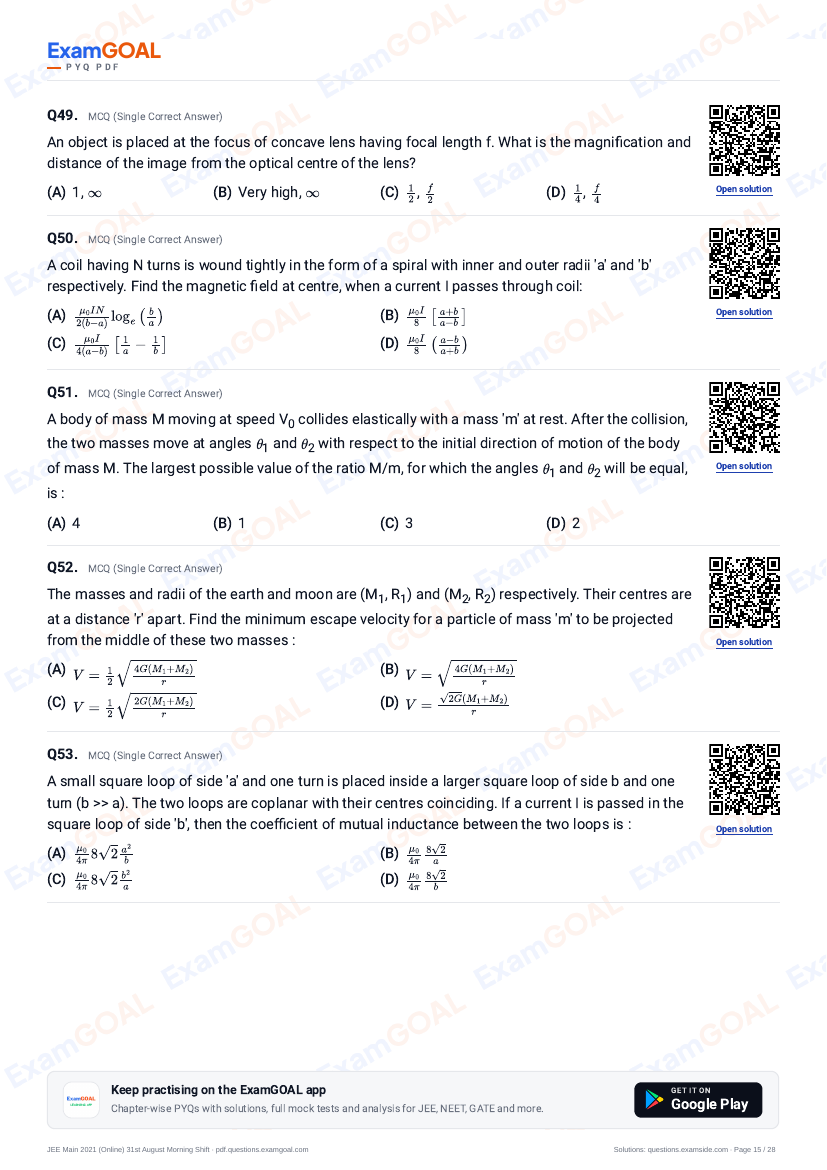 ExamGOAL
PYQ PDF
Q49. MCQ (Single Correct Answer)
An object is placed at the focus of concave lens having focal length f. What is the magnification and
distance of the image from the optical centre of the lens?
Open solution
(A) 1, ∞ (B) Very high, ∞ (C) 1/2, f/2 (D) 1/4, f/4
Q50. MCQ (Single Correct Answer)
A coil having N turns is wound tightly in the form of a spiral with inner and outer radii 'a' and 'b'
respectively. Find the magnetic field at centre, when a current I passes through coil:
Open solution
(A) μ₀IN/2(b−a) logₑ (b/a) (B) μ₀I/8 [a+b/a−b]
(C) μ₀I/4(a−b) [1/a − 1/b] (D) μ₀I/8 (a−b/a+b)
Q51. MCQ (Single Correct Answer)
A body of mass M moving at speed V₀ collides elastically with a mass 'm' at rest. After the collision,
the two masses move at angles θ₁ and θ₂ with respect to the initial direction of motion of the body
of mass M. The largest possible value of the ratio M/m, for which the angles θ₁ and θ₂ will be equal,
is :
Open solution
(A) 4 (B) 1 (C) 3 (D) 2
Q52. MCQ (Single Correct Answer)
The masses and radii of the earth and moon are (M₁, R₁) and (M₂, R₂) respectively. Their centres are
at a distance 'r' apart. Find the minimum escape velocity for a particle of mass 'm' to be projected
from the middle of these two masses :
Open solution
(A) V = 1/2 √(4G(M₁+M₂)/r) (B) V = √(4G(M₁+M₂)/r)
(C) V = 1/2 √(2G(M₁+M₂)/r) (D) V = √2G(M₁+M₂)/r
Q53. MCQ (Single Correct Answer)
A small square loop of side 'a' and one turn is placed inside a larger square loop of side b and one
turn (b >> a). The two loops are coplanar with their centres coinciding. If a current I is passed in the
square loop of side 'b', then the coefficient of mutual inductance between the two loops is :
Open solution
(A) μ₀/4π 8√2 a²/b (B) μ₀/4π 8√2/a
(C) μ₀/4π 8√2 b²/a (D) μ₀/4π 8√2/b
Keep practising on the ExamGOAL app
Chapter-wise PYQs with solutions, full mock tests and analysis for JEE, NEET, GATE and more.
GET IT ON
Google Play
JEE Main 2021 (Online) 31st August Morning Shift · pdf.questions.examgoal.com
Solutions: questions.examside.com · Page 15 / 28